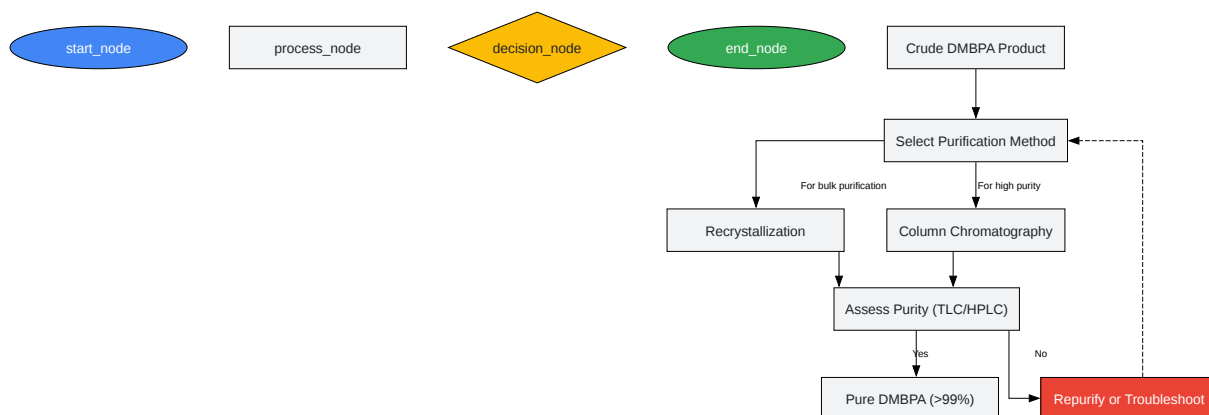 start_node
process_node
decision_node
end_node
Crude DMBPA Product
Select Purification Method
For bulk purification
For high purity
Recrystallization
Column Chromatography
Assess Purity (TLC/HPLC)
Yes
No
Pure DMBPA (>99%)
Repurify or Troubleshoot